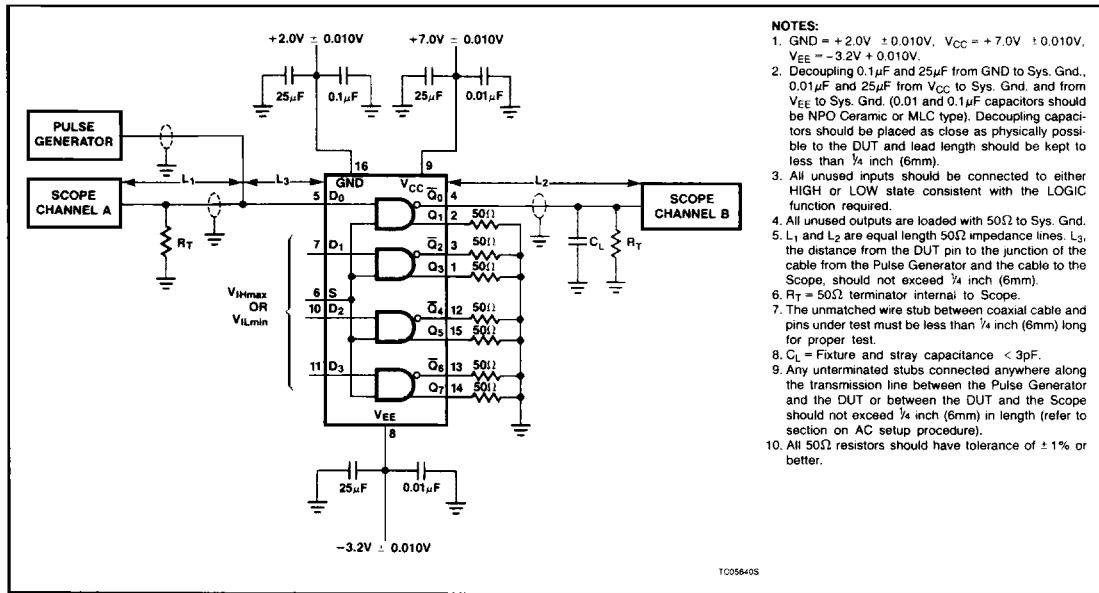 +2.0V ± 0.010V
+7.0V ± 0.010V
25μF
0.1μF
25μF
0.01μF
PULSE
GENERATOR
SCOPE
CHANNEL A
L1
L3
RT
16
GND
9
VCC
L2
SCOPE
CHANNEL B
CL
RT
5 D0
Q̅0 4
Q1 2 50Ω
7 D1
Q̅2 3 50Ω
Q3 1 50Ω
VIHmax
OR
VILmin
6 S
10 D2
Q̅4 12 50Ω
Q5 15 50Ω
11 D3
Q̅6 13 50Ω
Q7 14 50Ω
VEE
8
25μF
0.01μF
−3.2V ± 0.010V
TC05640S
NOTES:
1. GND = +2.0V ±0.010V, VCC = +7.0V ±0.010V,
VEE = −3.2V + 0.010V.
2. Decoupling 0.1μF and 25μF from GND to Sys. Gnd.,
0.01μF and 25μF from VCC to Sys. Gnd. and from
VEE to Sys. Gnd. (0.01 and 0.1μF capacitors should
be NPO Ceramic or MLC type). Decoupling capaci-
tors should be placed as close as physically possi-
ble to the DUT and lead length should be kept to
less than ¼ inch (6mm).
3. All unused inputs should be connected to either
HIGH or LOW state consistent with the LOGIC
function required.
4. All unused outputs are loaded with 50Ω to Sys. Gnd.
5. L1 and L2 are equal length 50Ω impedance lines. L3,
the distance from the DUT pin to the junction of the
cable from the Pulse Generator and the cable to the
Scope, should not exceed ¼ inch (6mm).
6. RT = 50Ω terminator internal to Scope.
7. The unmatched wire stub between coaxial cable and
pins under test must be less than ¼ inch (6mm) long
for proper test.
8. CL = Fixture and stray capacitance < 3pF.
9. Any unterminated stubs connected anywhere along
the transmission line between the Pulse Generator
and the DUT or between the DUT and the Scope
should not exceed ¼ inch (6mm) in length (refer to
section on AC setup procedure).
10. All 50Ω resistors should have tolerance of ±1% or
better.